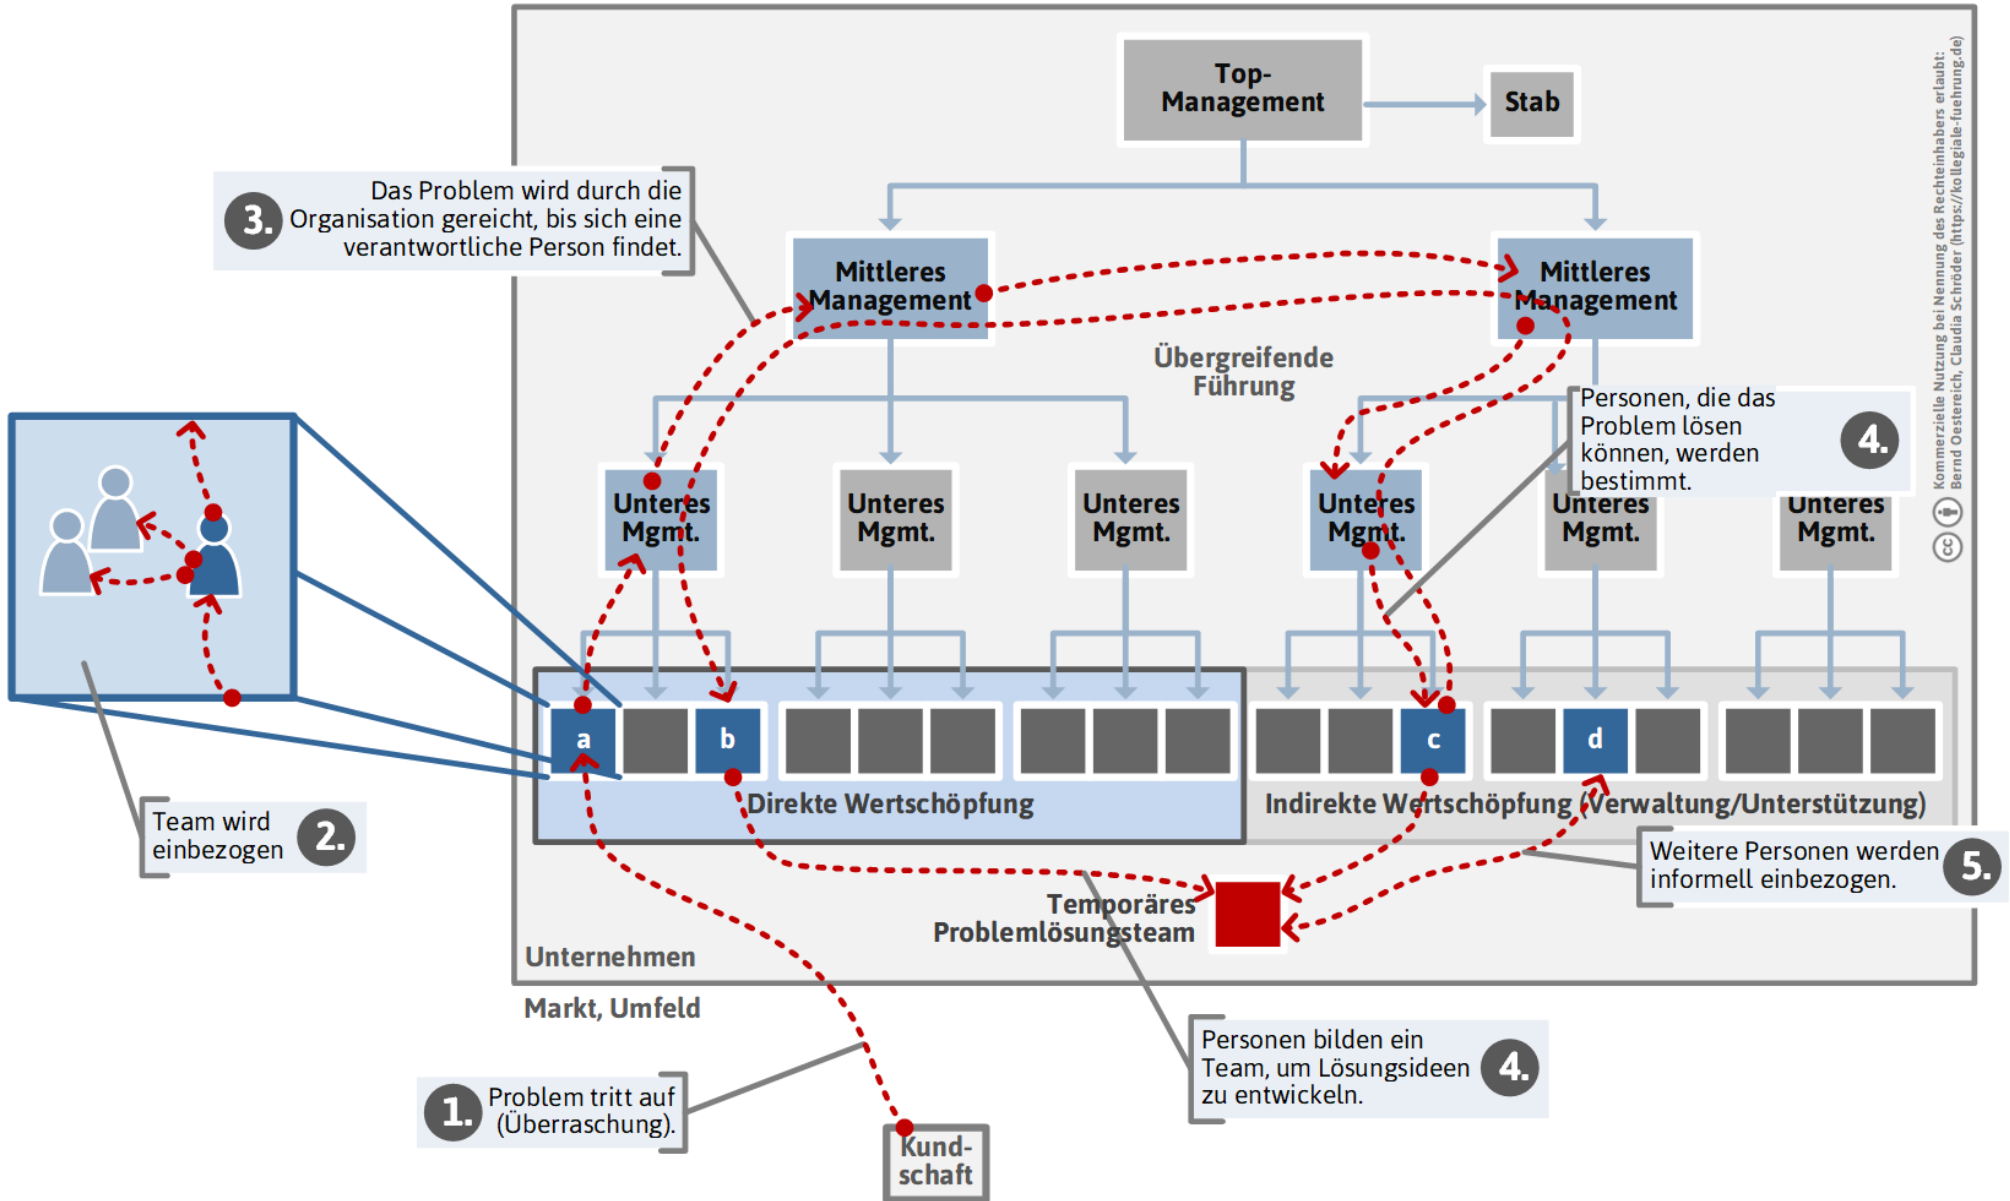 Top-
Management
Stab
Kommerzielle Nutzung bei Nennung des Rechteinhabers erlaubt:
Bernd Oestereich, Claudia Schröder (https://kollegiale-fuehrung.de)
cc
3.
Das Problem wird durch die
Organisation gereicht, bis sich eine
verantwortliche Person findet.
Mittleres
Management
Mittleres
Management
Übergreifende
Führung
Personen, die das
Problem lösen
können, werden
bestimmt.
4.
Unteres
Mgmt.
Unteres
Mgmt.
Unteres
Mgmt.
Unteres
Mgmt.
Unteres
Mgmt.
Unteres
Mgmt.
a
b
c
d
Direkte Wertschöpfung
Indirekte Wertschöpfung (Verwaltung/Unterstützung)
Team wird
einbezogen
2.
Weitere Personen werden
informell einbezogen.
5.
Temporäres
Problemlösungsteam
Unternehmen
Markt, Umfeld
Personen bilden ein
Team, um Lösungsideen
zu entwickeln.
4.
1.
Problem tritt auf
(Überraschung).
Kund-
schaft